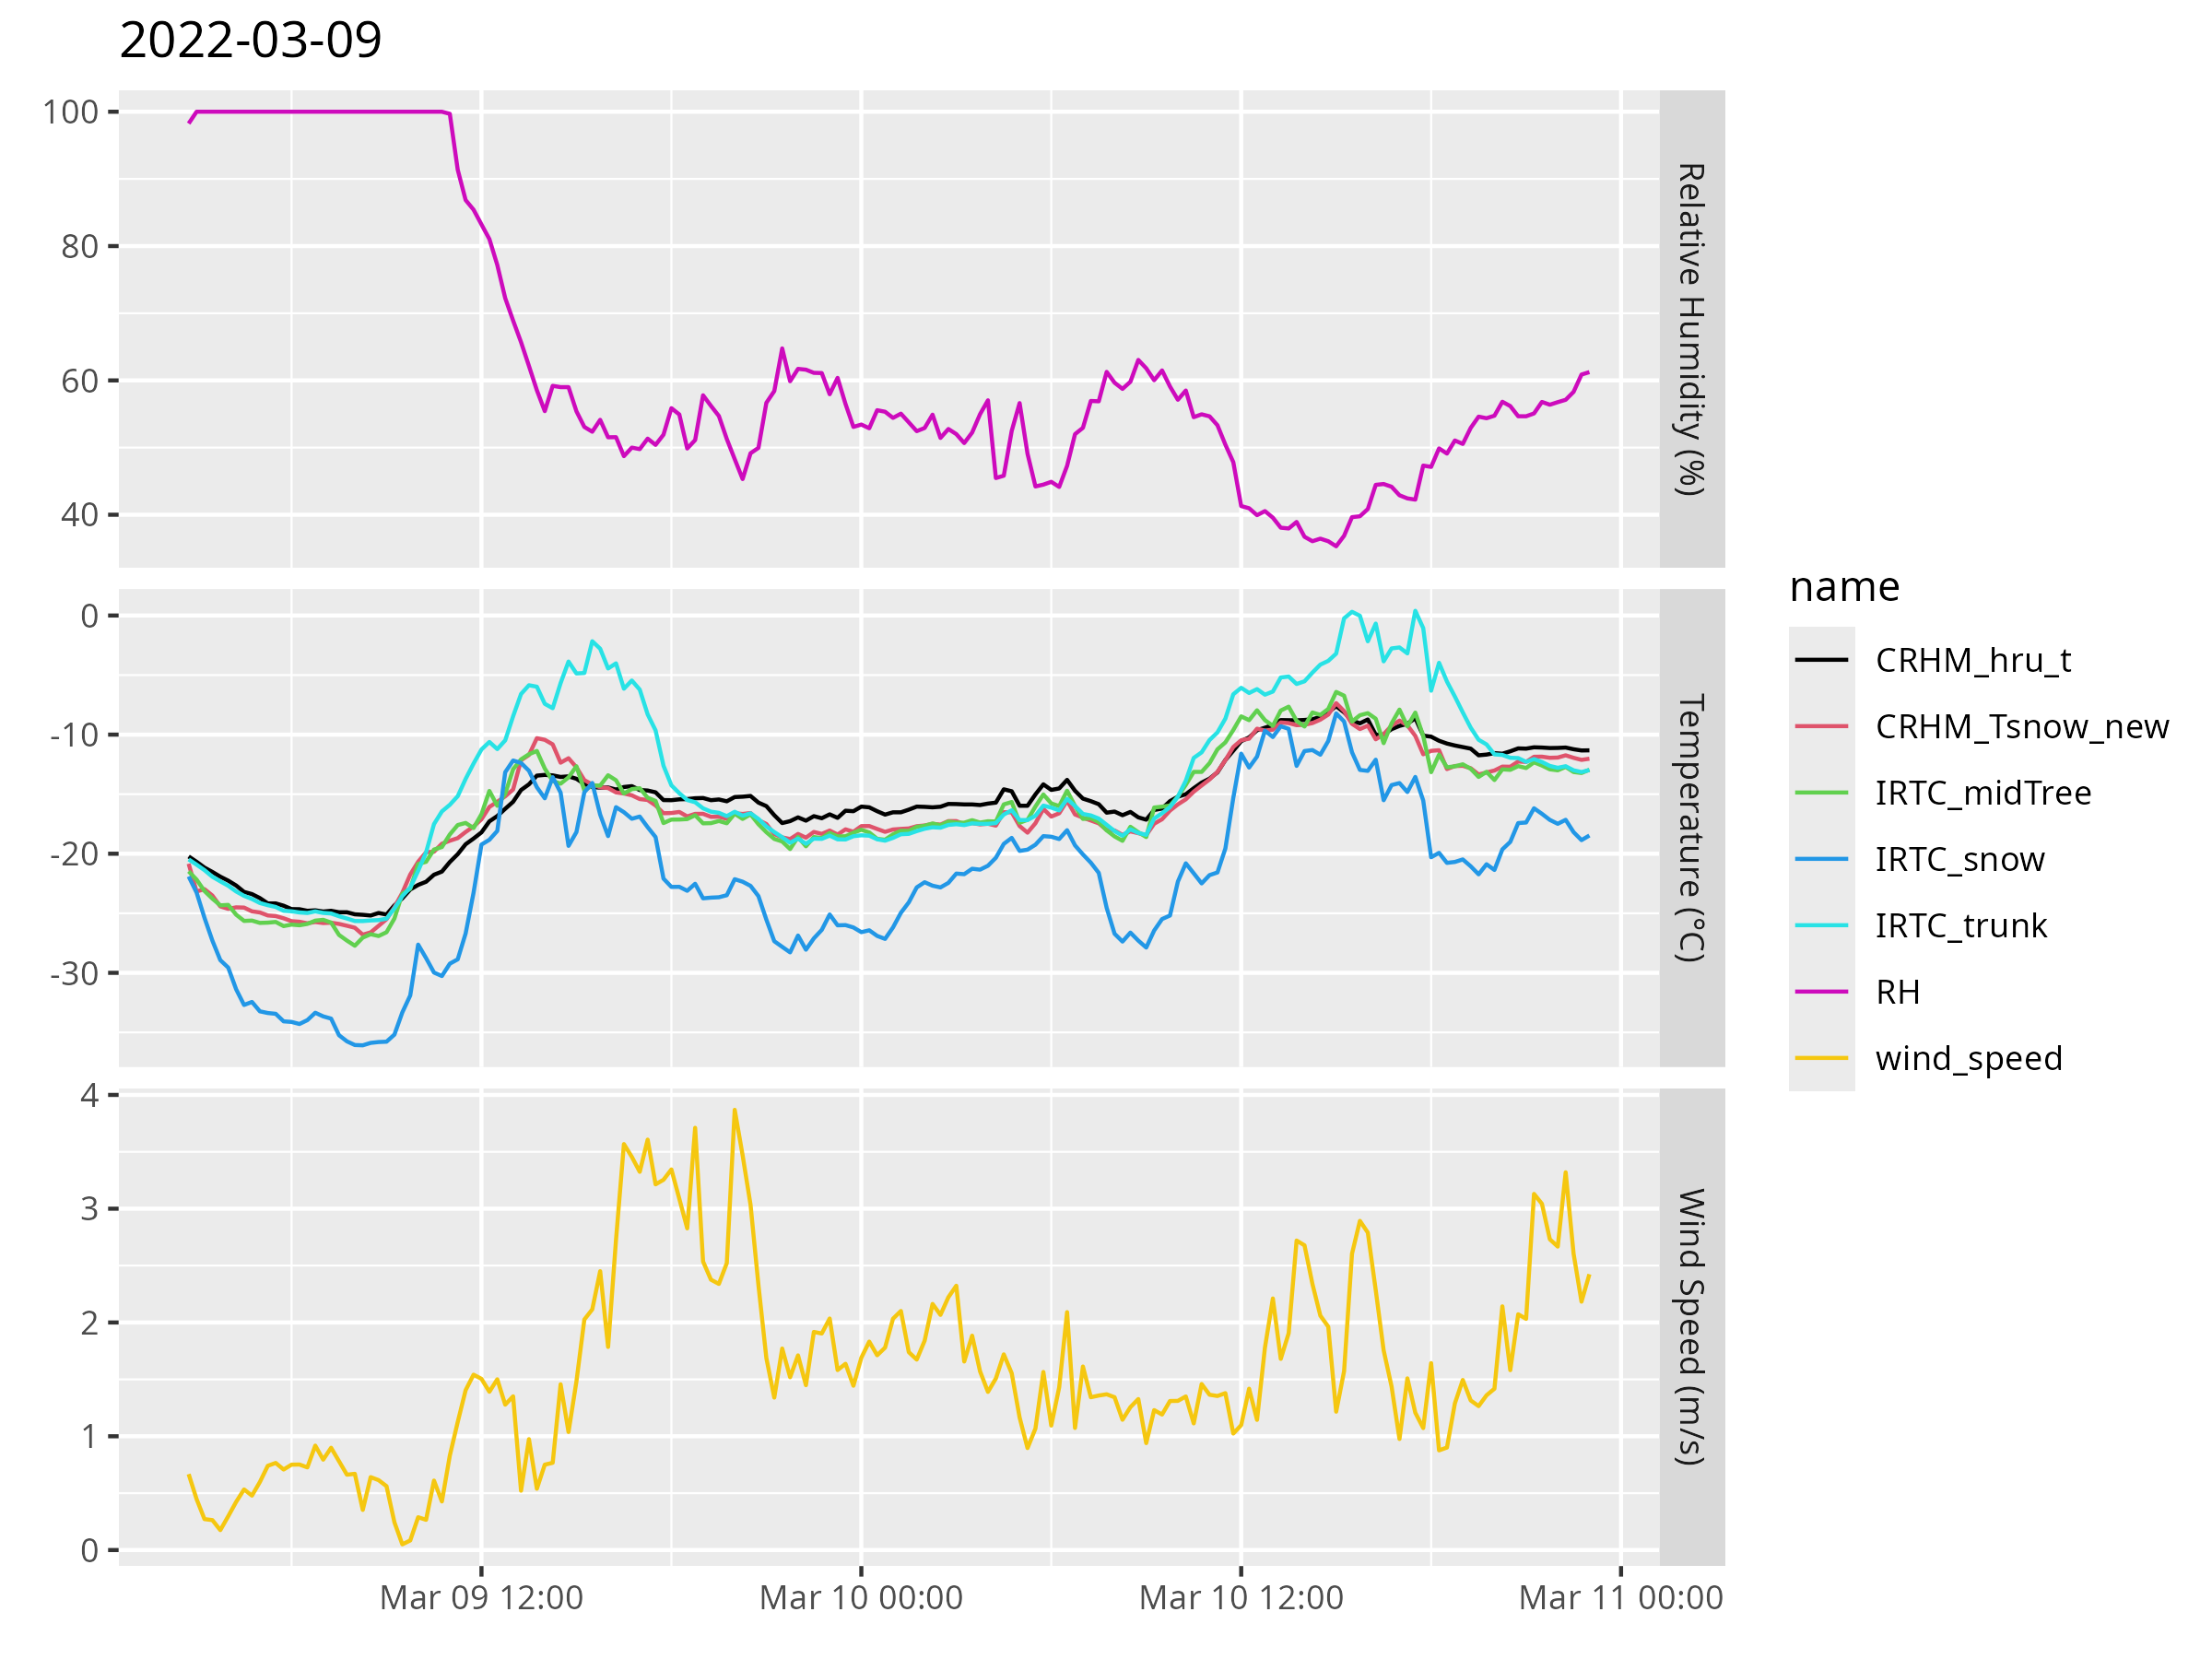 2022-03-09
100
80
60
40
Relative Humidity (%)
0
-10
-20
-30
Temperature (°C)
4
3
2
1
0
Wind Speed (m/s)
Mar 09 12:00
Mar 10 00:00
Mar 10 12:00
Mar 11 00:00
name
CRHM_hru_t
CRHM_Tsnow_new
IRTC_midTree
IRTC_snow
IRTC_trunk
RH
wind_speed